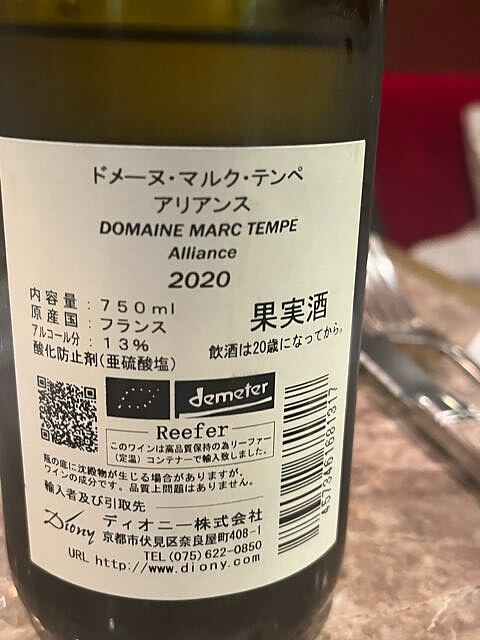 ドメーヌ・マルク・テンペ
アリアンス
DOMAINE MARC TEMPE
Alliance
2020
内容量：750ml
原産国：フランス
アルコール分：13%
酸化防止剤(亜硫酸塩)
果実酒
飲酒は20歳になってから。
demeter
Reefer
このワインは高品質保持の為リーファー
(定温)コンテナーで輸入致しました。
瓶の底に沈殿物が生じる場合がありますが、
ワインの成分です。品質上問題はありません。
輸入者及び引取先
Diony ディオニー株式会社
京都市伏見区奈良屋町408-1
TEL(075)622-0850
URL http://www.diony.com
4573461681317